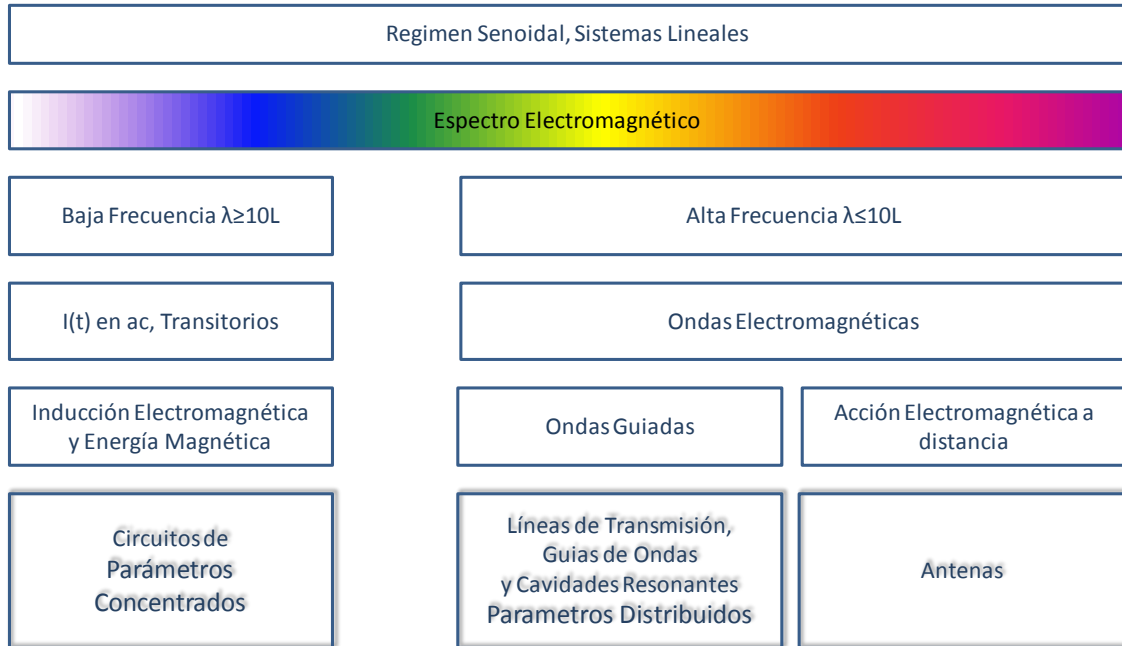 Regimen Senoidal, Sistemas Lineales
Espectro Electromagnético
Baja Frecuencia λ≥10L
Alta Frecuencia λ≤10L
I(t) en ac, Transitorios
Ondas Electromagnéticas
Inducción Electromagnética
y Energía Magnética
Ondas Guiadas
Acción Electromagnética a
distancia
Circuitos de
Parámetros
Concentrados
Líneas de Transmisión,
Guias de Ondas
y Cavidades Resonantes
Parametros Distribuidos
Antenas